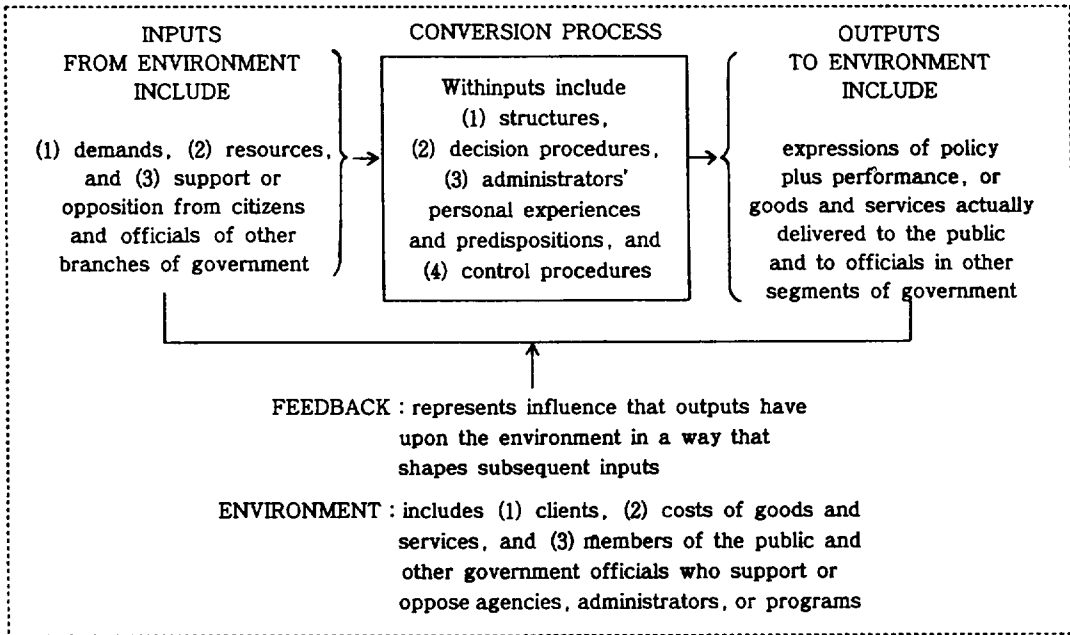 INPUTS
FROM ENVIRONMENT
INCLUDE
(1) demands, (2) resources,
and (3) support or
opposition from citizens
and officials of other
branches of government
CONVERSION PROCESS
Withinputs include
(1) structures,
(2) decision procedures,
(3) administrators'
personal experiences
and predispositions, and
(4) control procedures
OUTPUTS
TO ENVIRONMENT
INCLUDE
expressions of policy
plus performance, or
goods and services actually
delivered to the public
and to officials in other
segments of government
FEEDBACK : represents influence that outputs have
upon the environment in a way that
shapes subsequent inputs
ENVIRONMENT : includes (1) clients, (2) costs of goods and
services, and (3) members of the public and
other government officials who support or
oppose agencies, administrators, or programs